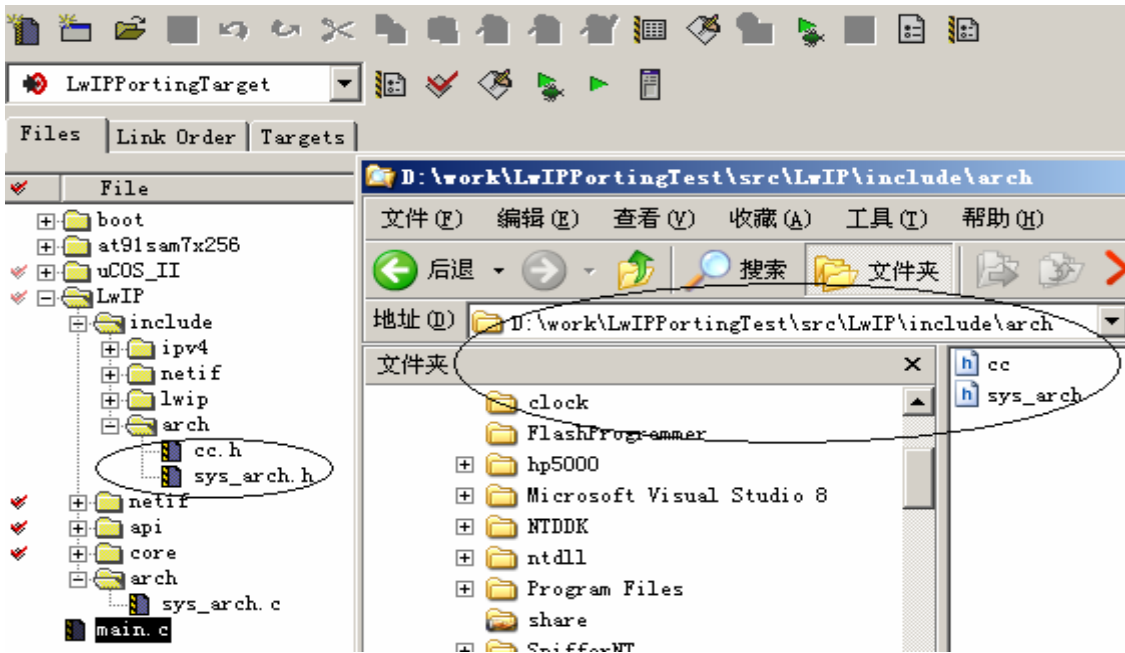 LwIPPortingTarget
Files
Link Order
Targets
File
boot
at91sam7x256
uCOS_II
LwIP
include
ipv4
netif
lwip
arch
cc.h
sys_arch.h
netif
api
core
arch
sys_arch.c
main.c
D:\work\LwIPPortingTest\src\LwIP\include\arch
文件(F) 编辑(E) 查看(V) 收藏(A) 工具(T) 帮助(H)
后退 搜索 文件夹
地址(D) D:\work\LwIPPortingTest\src\LwIP\include\arch
文件夹
clock
FlashProgrammer
hp5000
Microsoft Visual Studio 8
NTDDK
ntdll
Program Files
share
SnifferNT
cc
sys_arch